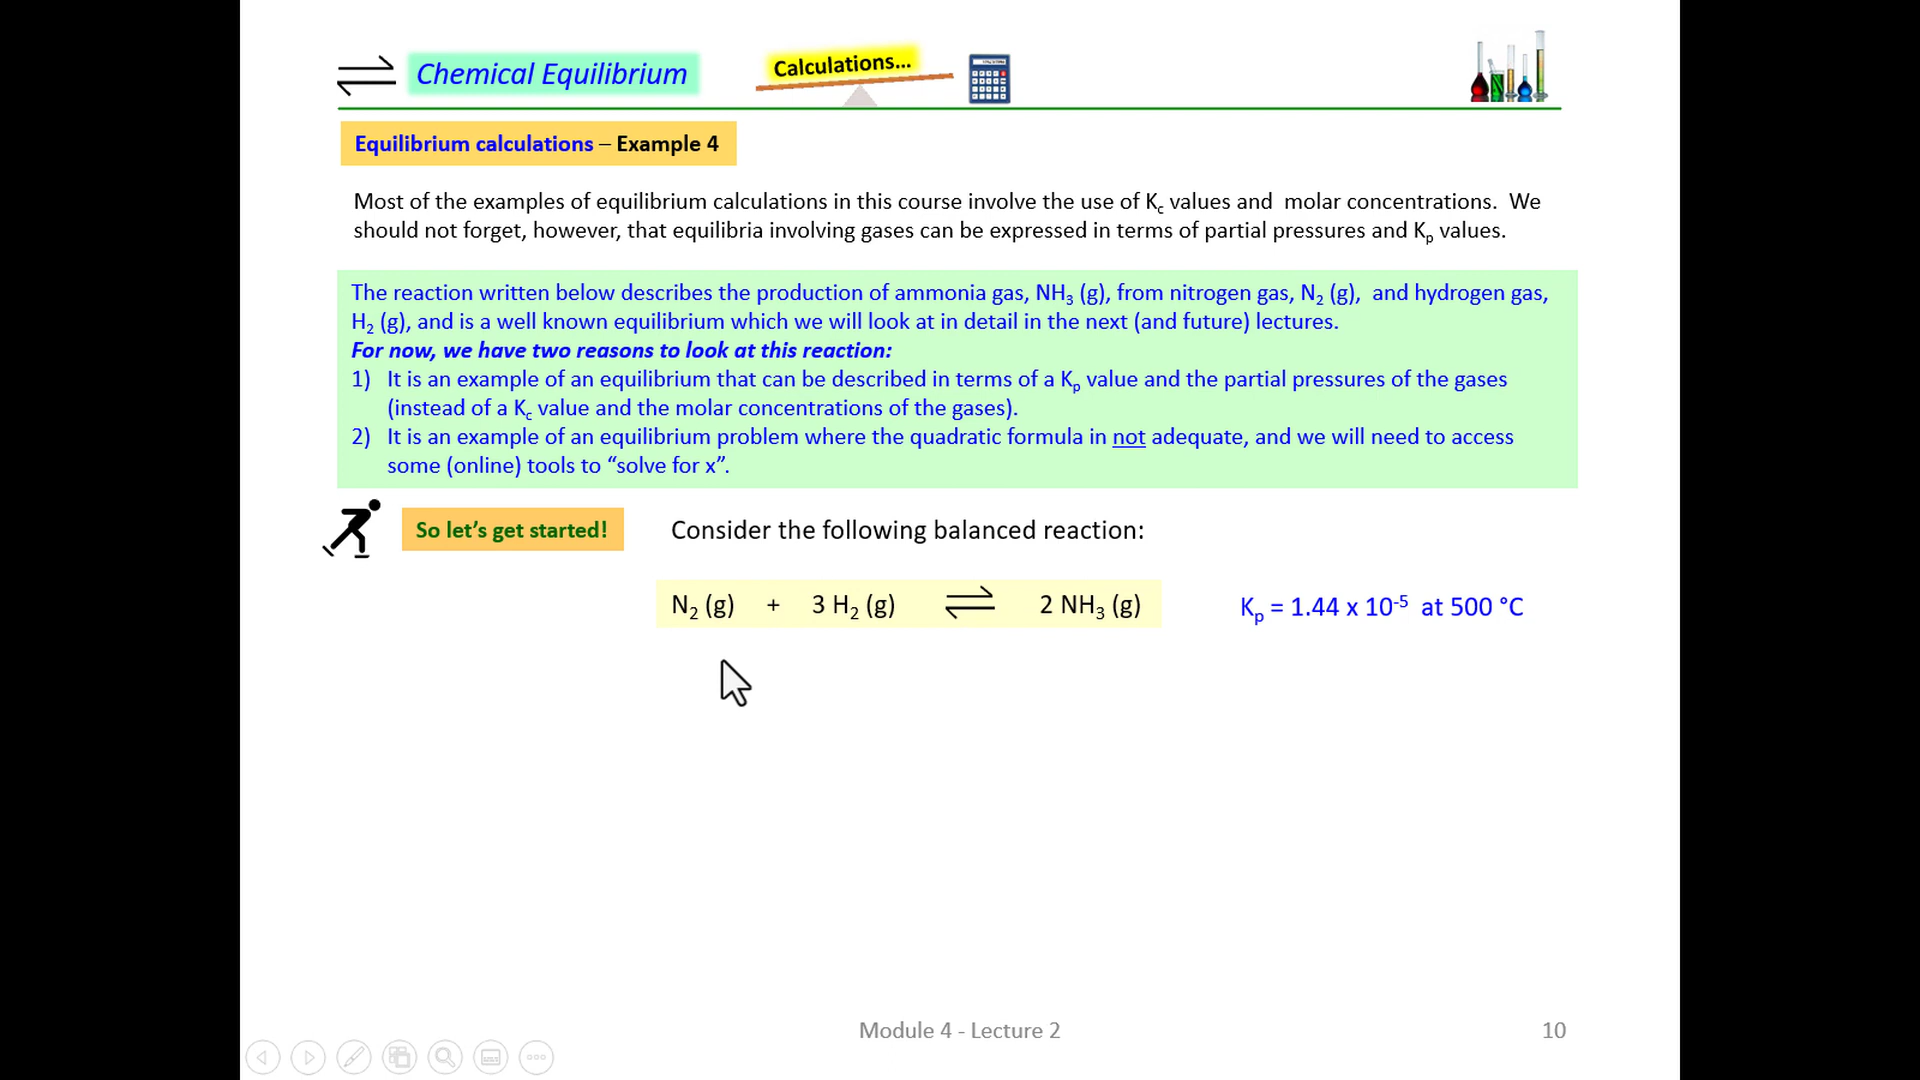 Chemical Equilibrium
Calculations...
Equilibrium calculations – Example 4
Most of the examples of equilibrium calculations in this course involve the use of Kc values and molar concentrations. We
should not forget, however, that equilibria involving gases can be expressed in terms of partial pressures and Kp values.
The reaction written below describes the production of ammonia gas, NH₃ (g), from nitrogen gas, N₂ (g), and hydrogen gas,
H₂ (g), and is a well known equilibrium which we will look at in detail in the next (and future) lectures.
For now, we have two reasons to look at this reaction:
1) It is an example of an equilibrium that can be described in terms of a Kp value and the partial pressures of the gases
(instead of a Kc value and the molar concentrations of the gases).
2) It is an example of an equilibrium problem where the quadratic formula in not adequate, and we will need to access
some (online) tools to “solve for x”.
So let’s get started!
Consider the following balanced reaction:
N₂ (g) + 3 H₂ (g) ⇌ 2 NH₃ (g)
Kp = 1.44 x 10⁻⁵ at 500 °C
Module 4 - Lecture 2
10